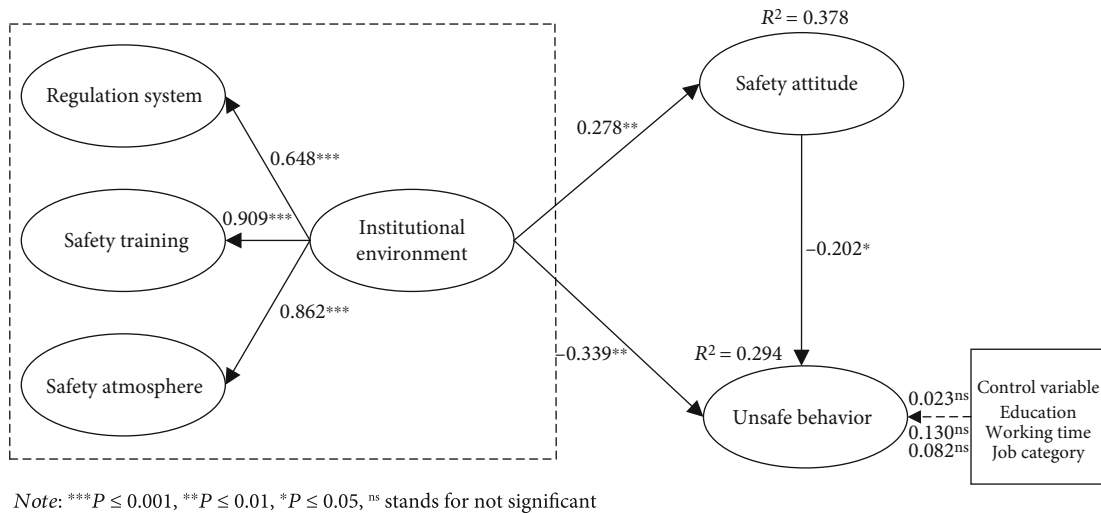 R² = 0.378
Regulation system
Safety attitude
0.278**
0.648***
0.909***
Safety training
Institutional
environment
–0.202*
0.862***
–0.339**
R² = 0.294
Safety atmosphere
Unsafe behavior
0.023ns
0.130ns
0.082ns
Control variable
Education
Working time
Job category
Note: ***P ≤ 0.001, **P ≤ 0.01, *P ≤ 0.05, ns stands for not significant